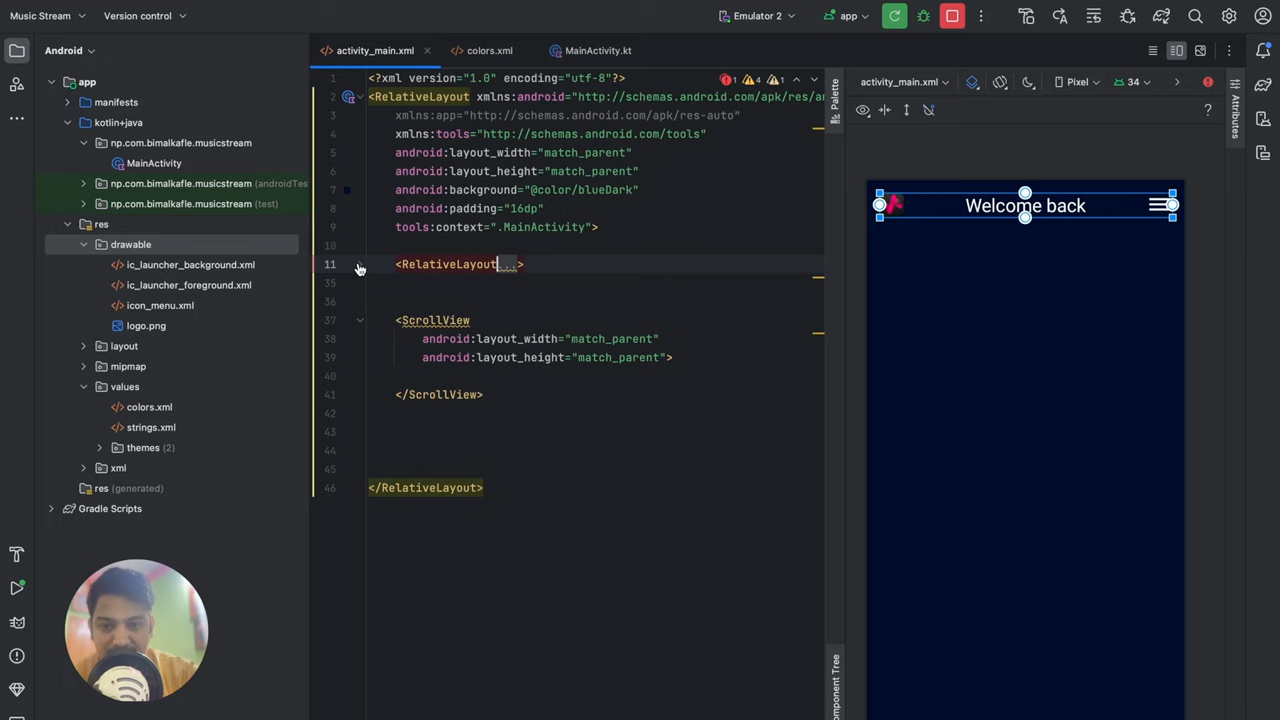 Music Stream
Version control
Emulator 2
app
Android
activity_main.xml
colors.xml
MainActivity.kt
app
manifests
kotlin+java
np.com.bimalkafle.musicstream
MainActivity
np.com.bimalkafle.musicstream (androidTes
np.com.bimalkafle.musicstream (test)
res
drawable
ic_launcher_background.xml
ic_launcher_foreground.xml
icon_menu.xml
logo.png
layout
mipmap
values
colors.xml
strings.xml
themes (2)
xml
res (generated)
Gradle Scripts
1 <?xml version="1.0" encoding="utf-8"?>
2 <RelativeLayout xmlns:android="http://schemas.android.com/apk/res/an
3 xmlns:app="http://schemas.android.com/apk/res-auto"
4 xmlns:tools="http://schemas.android.com/tools"
5 android:layout_width="match_parent"
6 android:layout_height="match_parent"
7 android:background="@color/blueDark"
8 android:padding="16dp"
9 tools:context=".MainActivity">
10
11 <RelativeLayout...>
35
36
37 <ScrollView
38 android:layout_width="match_parent"
39 android:layout_height="match_parent">
40
41 </ScrollView>
42
43
44
45
46 </RelativeLayout>
1 4 1
Palette
Component Tree
activity_main.xml
Pixel
34
?
Welcome back
Attributes